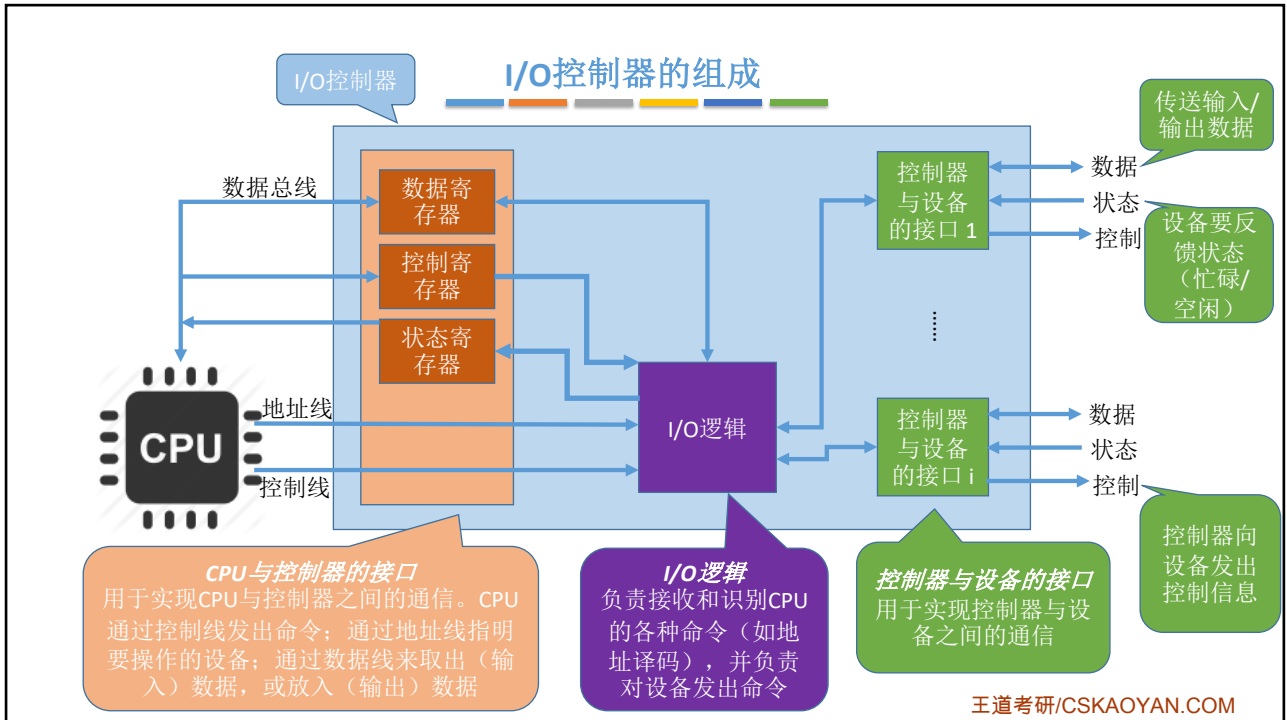 I/O控制器的组成
I/O控制器
传送输入/
输出数据
数据总线
数据寄
存器
控制寄
存器
状态寄
存器
控制器
与设备
的接口 1
数据
状态
控制
设备要反
馈状态
（忙碌/
空闲）
......
CPU
地址线
控制线
I/O逻辑
控制器
与设备
的接口 i
数据
状态
控制
控制器向
设备发出
控制信息
CPU与控制器的接口
用于实现CPU与控制器之间的通信。CPU
通过控制线发出命令；通过地址线指明
要操作的设备；通过数据线来取出（输
入）数据，或放入（输出）数据
I/O逻辑
负责接收和识别CPU
的各种命令（如地
址译码），并负责
对设备发出命令
控制器与设备的接口
用于实现控制器与设
备之间的通信
王道考研/CSKAOYAN.COM